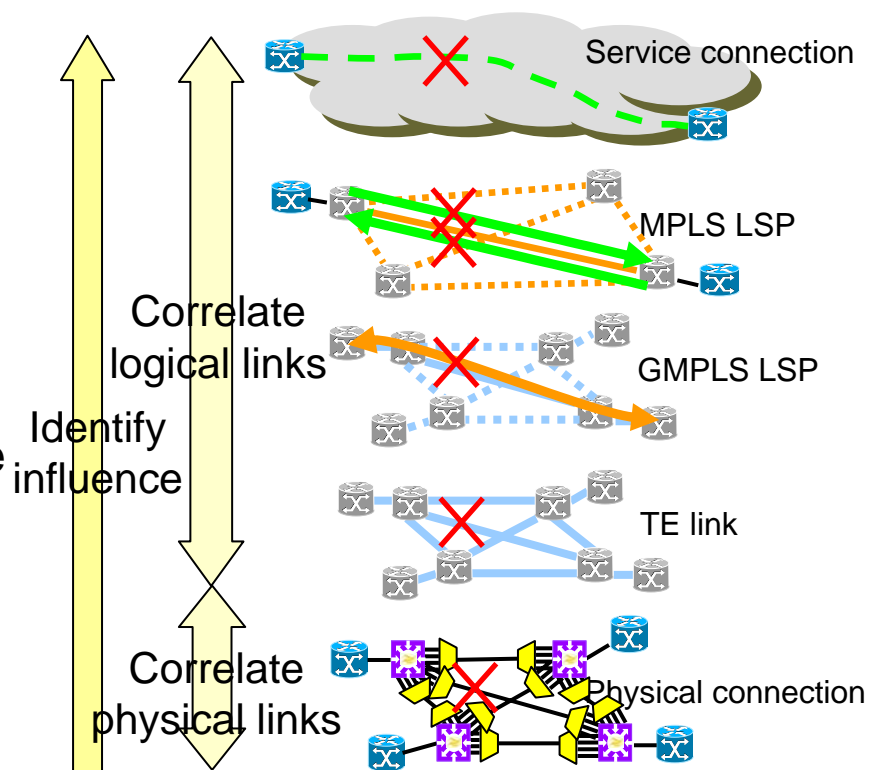 Service connection
MPLS LSP
Correlate
logical links
GMPLS LSP
Identify
influence
e
TE link
Correlate
physical links
Physical connection